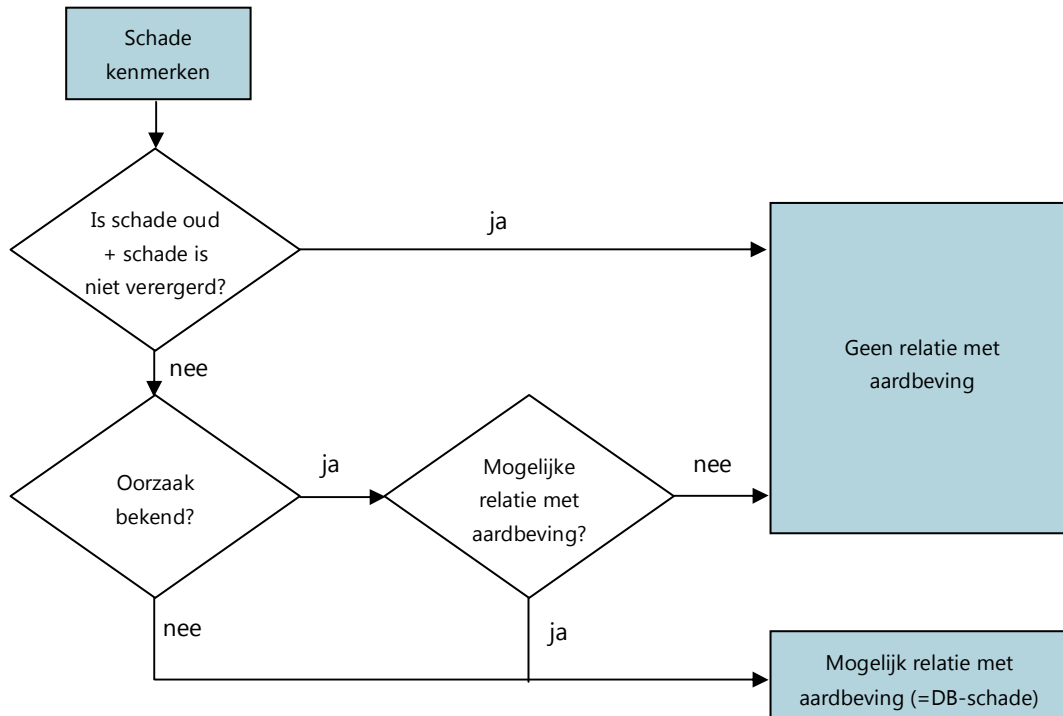 Schade
kenmerken
Is schade oud
+ schade is
niet verergerd?
ja
Geen relatie met
aardbeving
nee
Oorzaak
bekend?
ja
Mogelijke
relatie met
aardbeving?
nee
nee
ja
Mogelijk relatie met
aardbeving (=DB-schade)